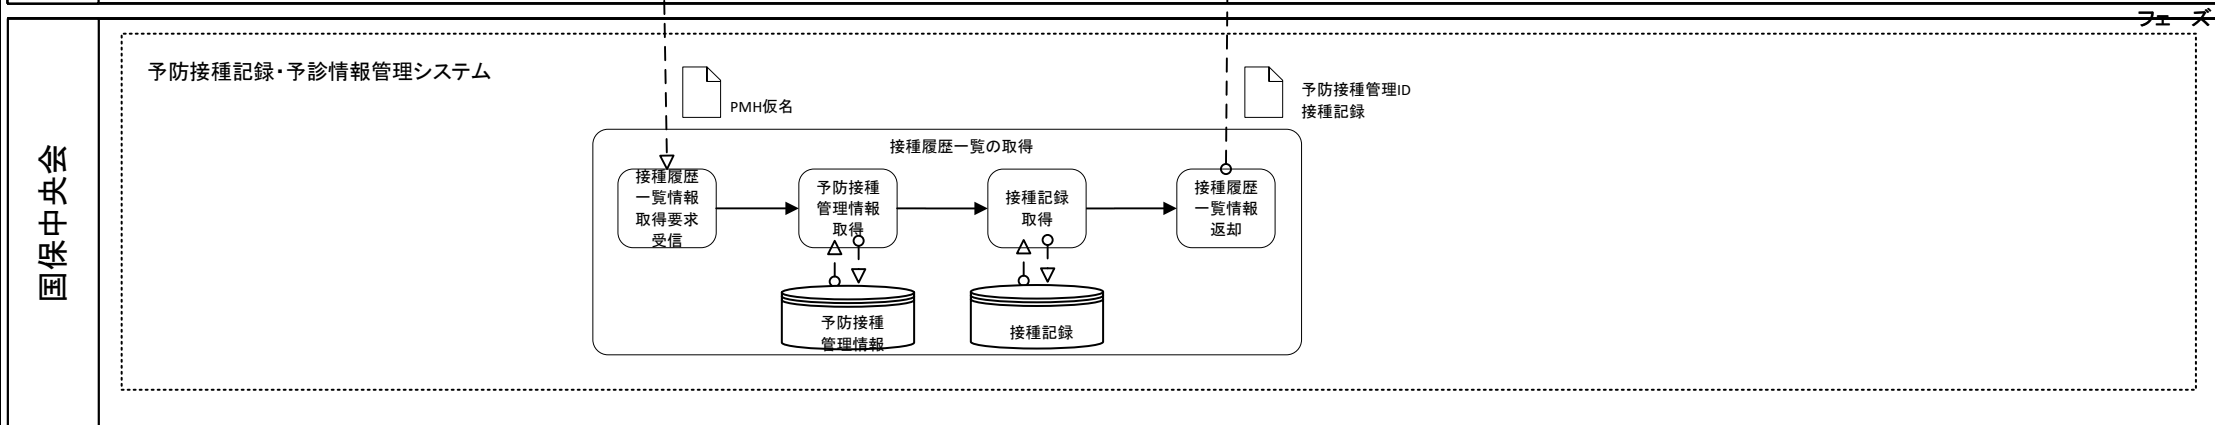 フェーズ
国保中央会
予防接種記録・予診情報管理システム
PMH仮名
予防接種管理ID
接種記録
接種履歴一覧の取得
接種履歴
一覧情報
取得要求
受信
予防接種
管理情報
取得
接種記録
取得
接種履歴
一覧情報
返却
予防接種
管理情報
接種記録